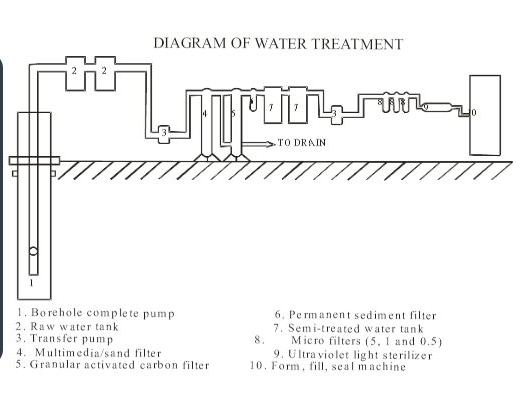 DIAGRAM OF WATER TREATMENT
2 2
3
4 5 7 7
3
8 8 8 9 10
TO DRAIN
1
1. Borehole complete pump
2. Raw water tank
3. Transfer pump
4. Multimedia/sand filter
5. Granular activated carbon filter
6. Permanent sediment filter
7. Semi-treated water tank
8. Micro filters (5, 1 and 0.5)
9. Ultraviolet light sterilizer
10. Form, fill, seal machine